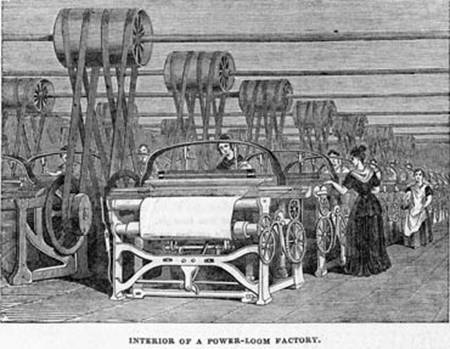 INTERIOR OF A POWER-LOOM FACTORY.